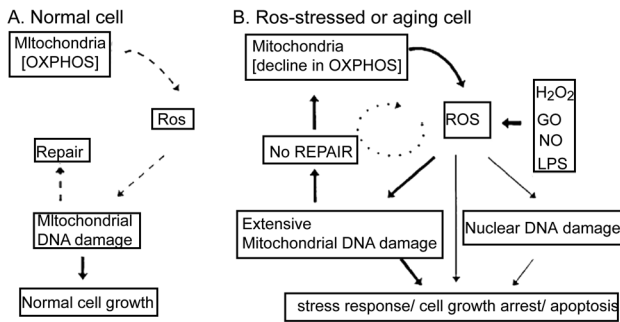 A. Normal cell
MItochondria
[OXPHOS]
Ros
Repair
MItochondrial
DNA damage
Normal cell growth
B. Ros-stressed or aging cell
Mitochondria
[decline in OXPHOS]
ROS
H2O2
GO
NO
LPS
No REPAIR
Extensive
Mitochondrial DNA damage
Nuclear DNA damage
stress response/ cell growth arrest/ apoptosis